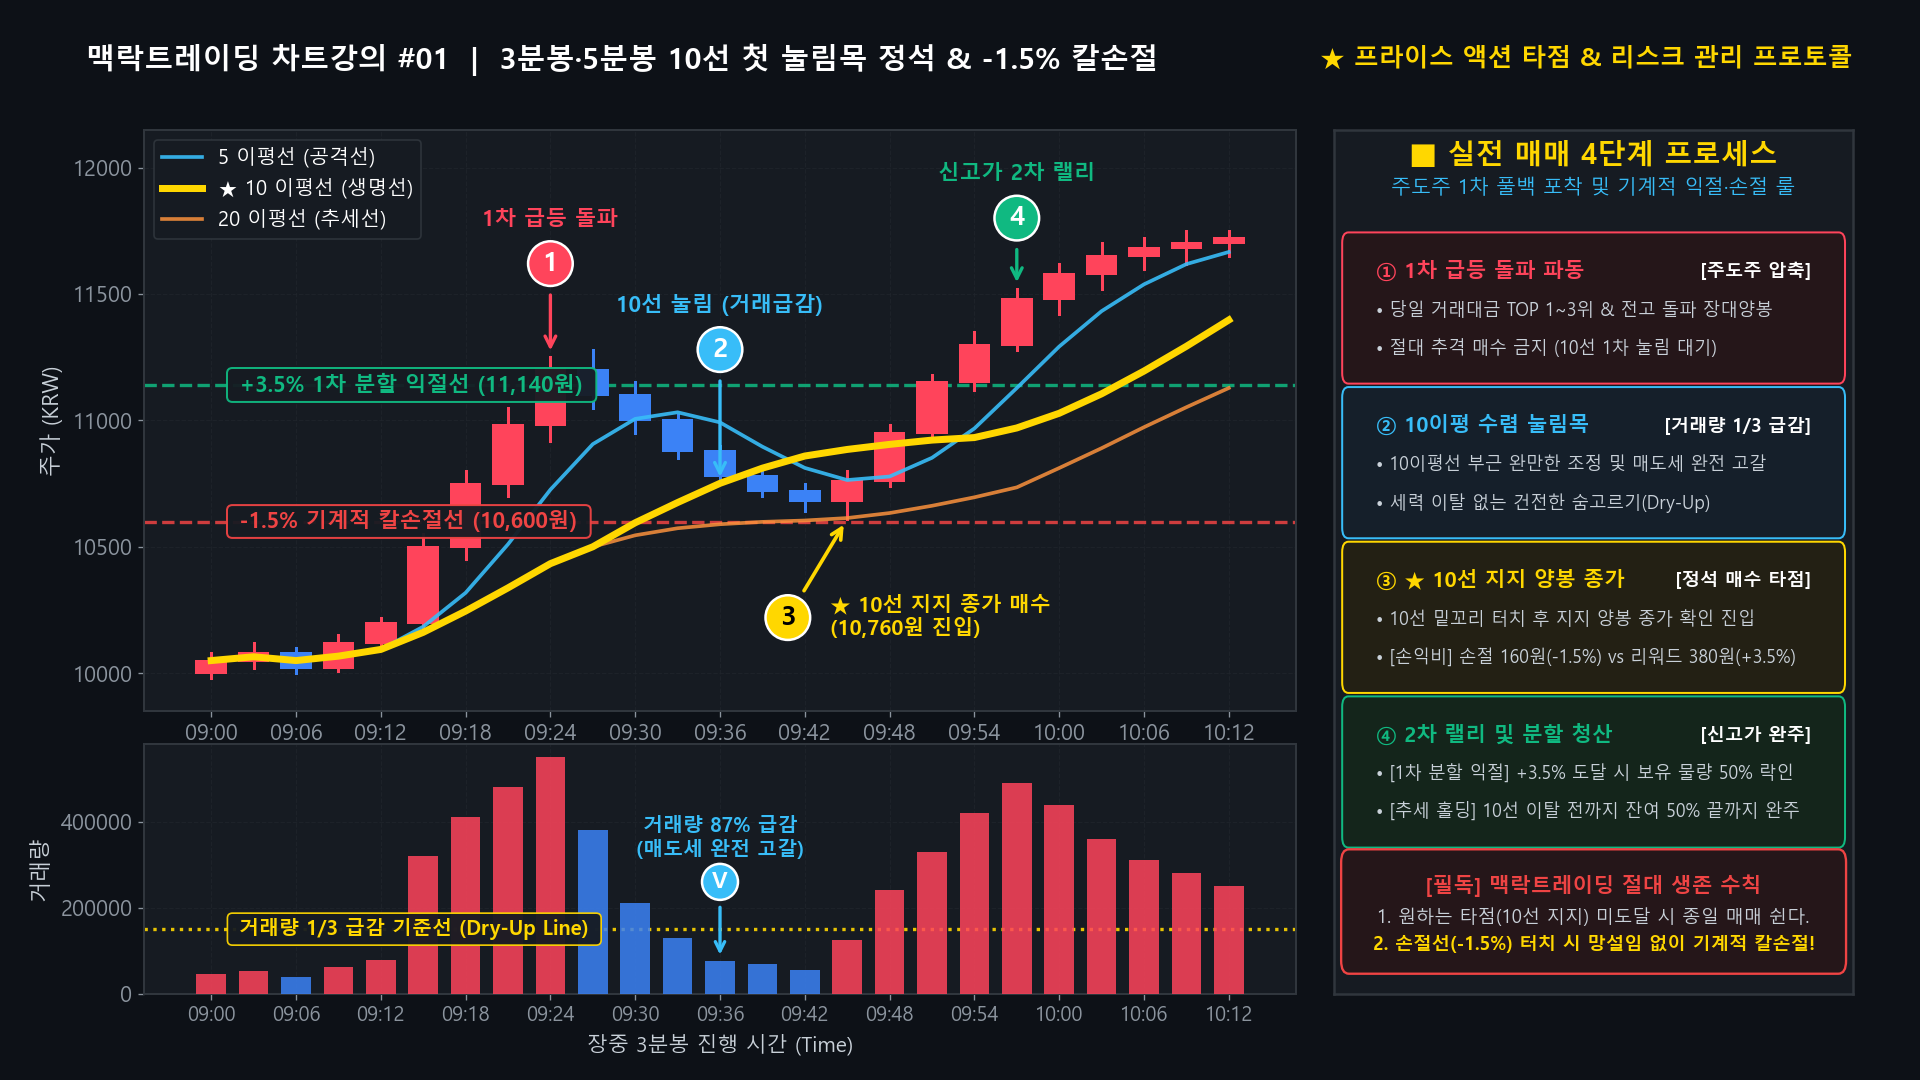 맥락트레이딩 차트강의 #01 | 3분봉·5분봉 10선 첫 눌림목 정석 & -1.5% 칼손절
★ 프라이스 액션 타점 & 리스크 관리 프로토콜
5 이평선 (공격선)
★ 10 이평선 (생명선)
20 이평선 (추세선)
주가 (KRW)
12000
11500
11000
10500
10000
1차 급등 돌파
1
10선 눌림 (거래급감)
2
신고가 2차 랠리
4
+3.5% 1차 분할 익절선 (11,140원)
-1.5% 기계적 칼손절선 (10,600원)
3
★ 10선 지지 종가 매수
(10,760원 진입)
09:00 09:06 09:12 09:18 09:24 09:30 09:36 09:42 09:48 09:54 10:00 10:06 10:12
거래량
400000
200000
0
거래량 87% 급감
(매도세 완전 고갈)
V
거래량 1/3 급감 기준선 (Dry-Up Line)
09:00 09:06 09:12 09:18 09:24 09:30 09:36 09:42 09:48 09:54 10:00 10:06 10:12
장중 3분봉 진행 시간 (Time)
■ 실전 매매 4단계 프로세스
주도주 1차 풀백 포착 및 기계적 익절·손절 룰
① 1차 급등 돌파 파동 [주도주 압축]
• 당일 거래대금 TOP 1~3위 & 전고 돌파 장대양봉
• 절대 추격 매수 금지 (10선 1차 눌림 대기)
② 10이평 수렴 눌림목 [거래량 1/3 급감]
• 10이평선 부근 완만한 조정 및 매도세 완전 고갈
• 세력 이탈 없는 건전한 숨고르기(Dry-Up)
③ ★ 10선 지지 양봉 종가 [정석 매수 타점]
• 10선 밑꼬리 터치 후 지지 양봉 종가 확인 진입
• [손익비] 손절 160원(-1.5%) vs 리워드 380원(+3.5%)
④ 2차 랠리 및 분할 청산 [신고가 완주]
• [1차 분할 익절] +3.5% 도달 시 보유 물량 50% 락인
• [추세 홀딩] 10선 이탈 전까지 잔여 50% 끝까지 완주
[필독] 맥락트레이딩 절대 생존 수칙
1. 원하는 타점(10선 지지) 미도달 시 종일 매매 쉰다.
2. 손절선(-1.5%) 터치 시 망설임 없이 기계적 칼손절!